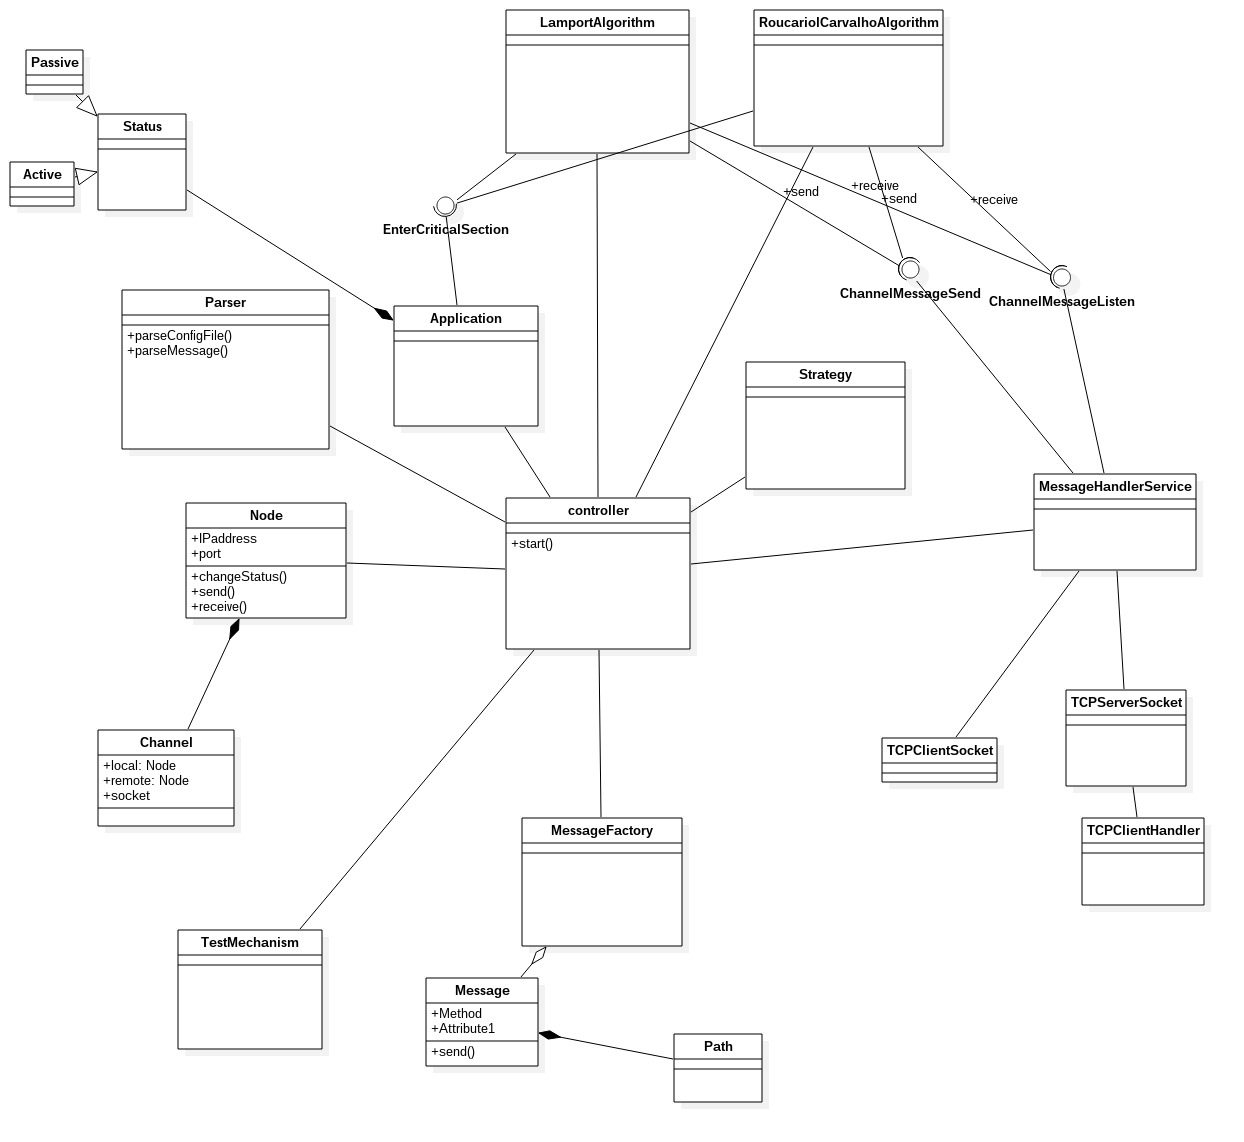 LamportAlgorithm
RoucariolCarvalhoAlgorithm
Passive
Status
Active
+send
+receive
+send
+receive
EnterCriticalSection
ChannelMessageSend
ChannelMessageListen
Parser
+parseConfigFile()
+parseMessage()
Application
Strategy
MessageHandlerService
controller
+start()
Node
+IPaddress
+port
+changeStatus()
+send()
+receive()
TCPServerSocket
Channel
+local: Node
+remote: Node
+socket
TCPClientSocket
MessageFactory
TCPClientHandler
TestMechanism
Message
+Method
+Attribute1
+send()
Path